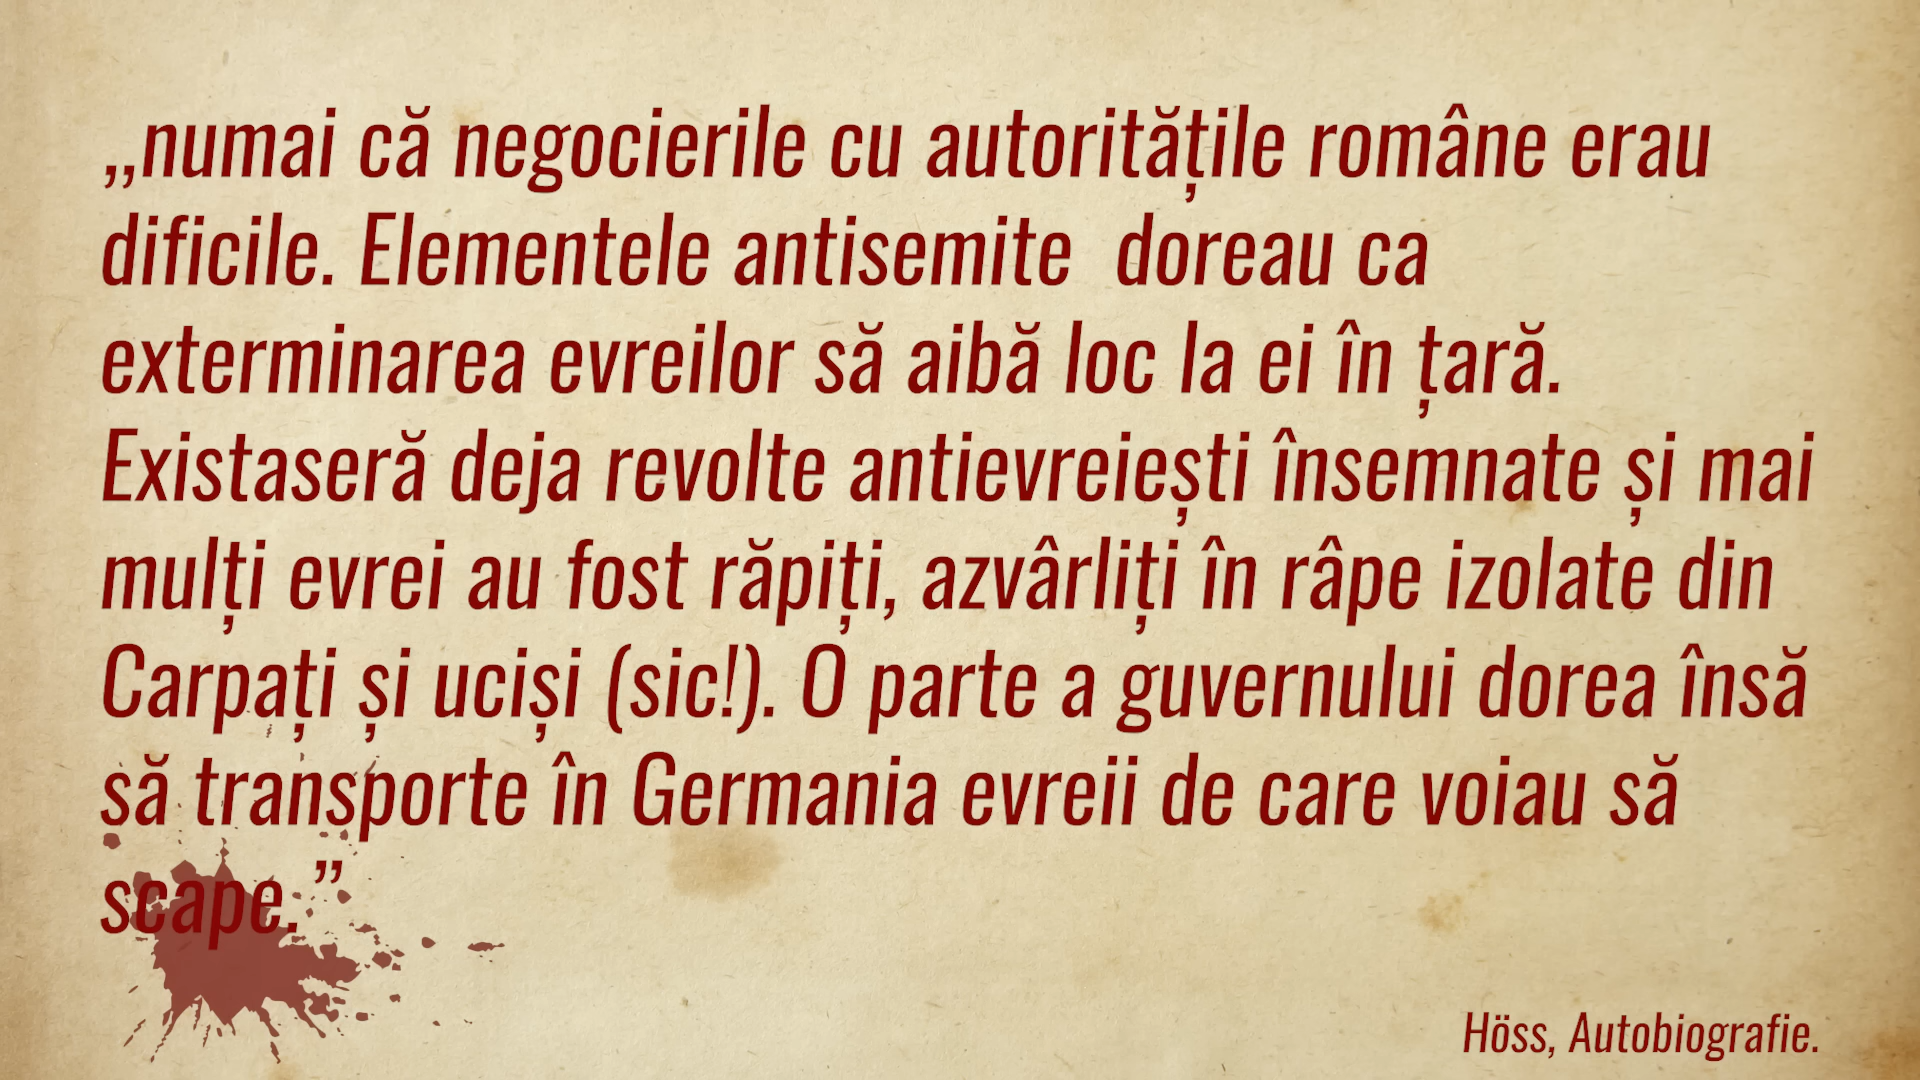 „numai că negocierile cu autoritățile române erau
dificile. Elementele antisemite  doreau ca
exterminarea evreilor să aibă loc la ei în țară.
Existaseră deja revolte antievreiești însemnate și mai
mulți evrei au fost răpiți, azvârliți în râpe izolate din
Carpați și uciși (sic!). O parte a guvernului dorea însă
să transporte în Germania evreii de care voiau să
scape.”
Höss, Autobiografie.